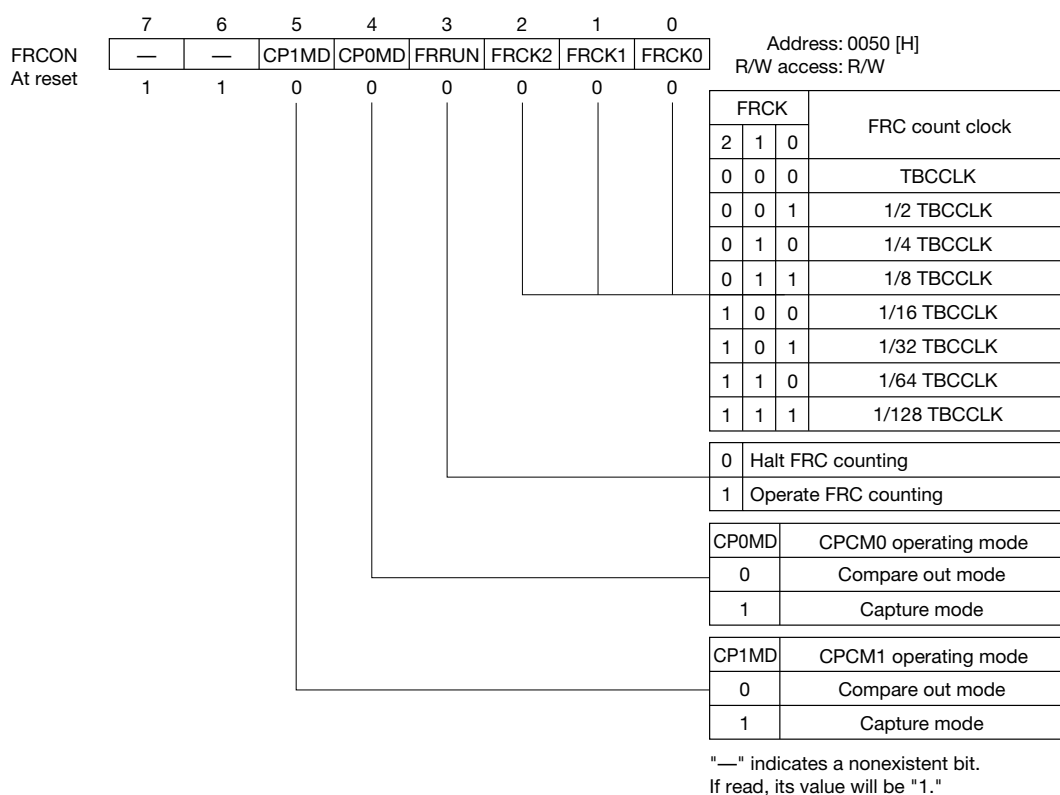 7 6 5 4 3 2 1 0
FRCON — — CP1MD CP0MD FRRUN FRCK2 FRCK1 FRCK0
At reset 1 1 0 0 0 0 0 0
Address: 0050 [H]
R/W access: R/W
FRCK FRC count clock
2 1 0
0 0 0 TBCCLK
0 0 1 1/2 TBCCLK
0 1 0 1/4 TBCCLK
0 1 1 1/8 TBCCLK
1 0 0 1/16 TBCCLK
1 0 1 1/32 TBCCLK
1 1 0 1/64 TBCCLK
1 1 1 1/128 TBCCLK
0 Halt FRC counting
1 Operate FRC counting
CP0MD CPCM0 operating mode
0 Compare out mode
1 Capture mode
CP1MD CPCM1 operating mode
0 Compare out mode
1 Capture mode
"—" indicates a nonexistent bit.
If read, its value will be "1."